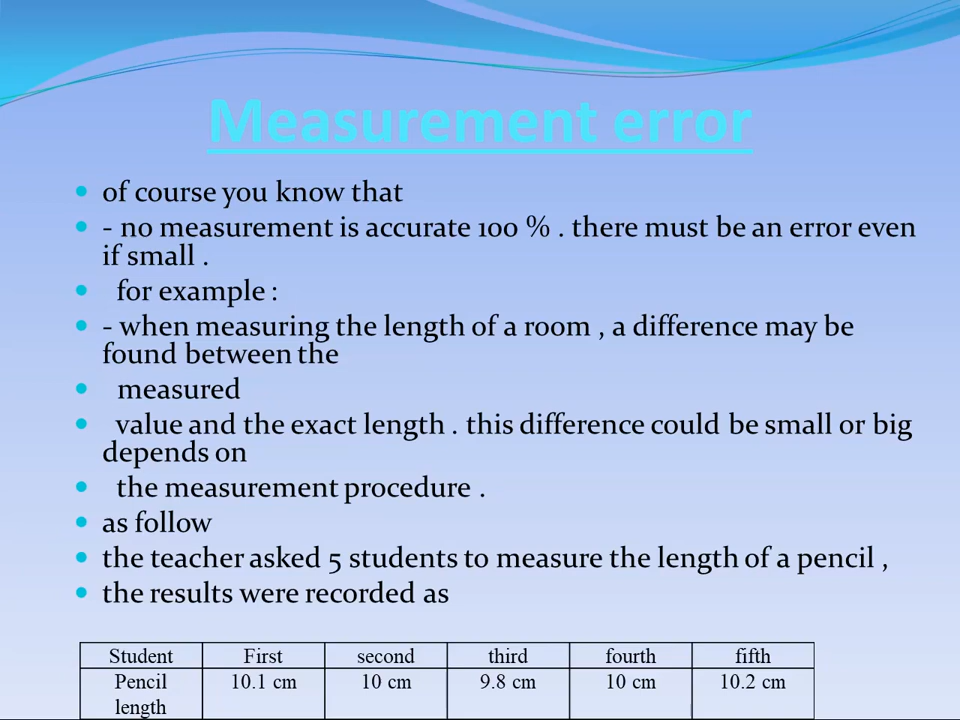 Measurement error
of course you know that
- no measurement is accurate 100 % . there must be an error even
if small .
for example :
- when measuring the length of a room , a difference may be
found between the
measured
value and the exact length . this difference could be small or big
depends on
the measurement procedure .
as follow
the teacher asked 5 students to measure the length of a pencil ,
the results were recorded as
Student First second third fourth fifth
Pencil 10.1 cm 10 cm 9.8 cm 10 cm 10.2 cm
length